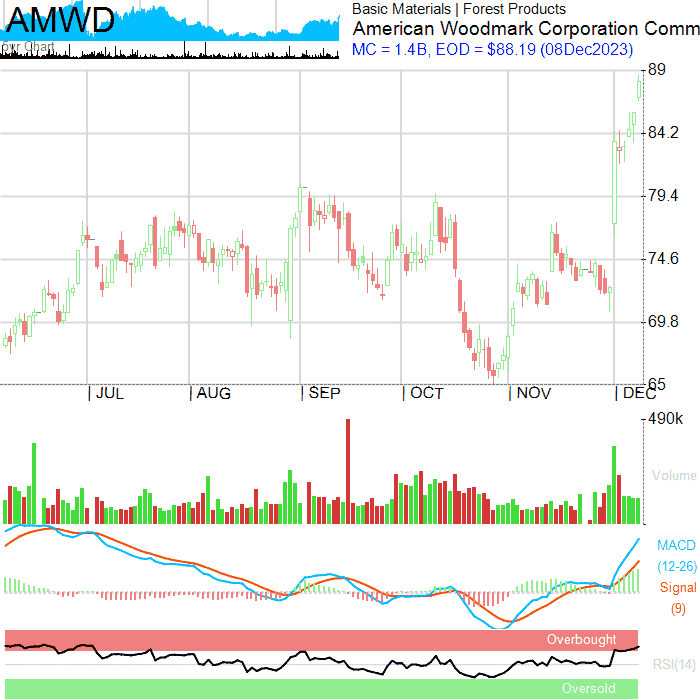 AMWD
5yr Chart
Basic Materials | Forest Products
American Woodmark Corporation Comm
MC = 1.4B, EOD = $88.19 (08Dec2023)
89
84.2
79.4
74.6
69.8
65
JUL
AUG
SEP
OCT
NOV
DEC
490k
Volume
MACD
(12-26)
Signal
(9)
Overbought
RSI(14)
Oversold